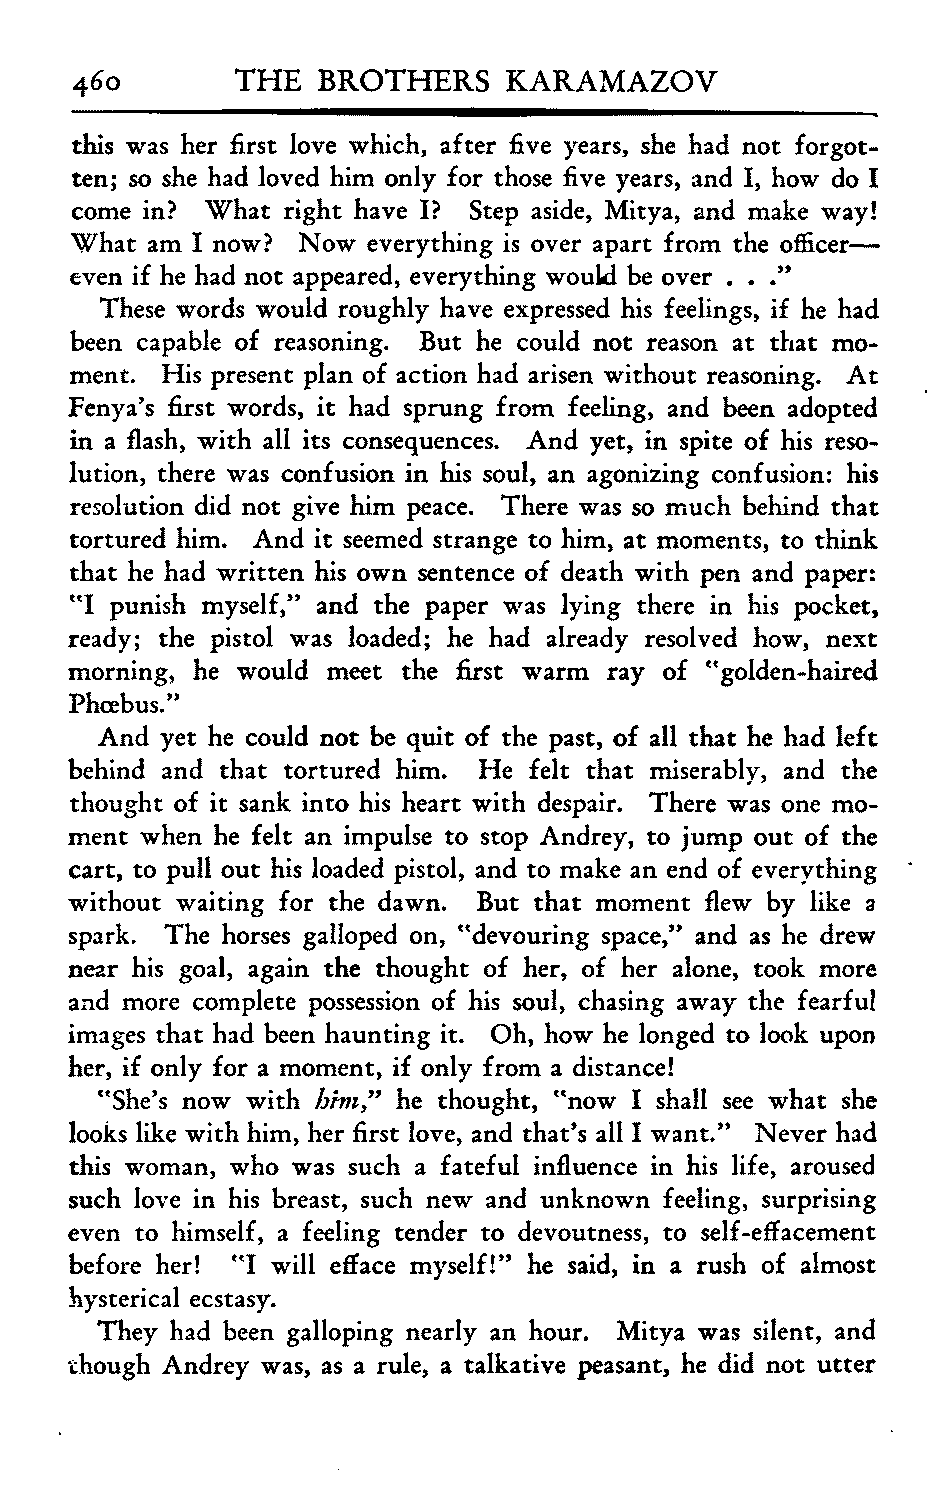 460 THE BROTHERS KARAMAZOV
this was her first love which, after five years, she had not forgot-
ten; so she had loved him only for those five years, and I, how do I
come in? What right have I? Step aside, Mitya, and make way!
What am I now? Now everything is over apart from the officer—
even if he had not appeared, everything would be over . . ."
These words would roughly have expressed his feelings, if he had
been capable of reasoning. But he could not reason at that mo-
ment. His present plan of action had arisen without reasoning. At
Fenya's first words, it had sprung from feeling, and been adopted
in a flash, with all its consequences. And yet, in spite of his reso-
lution, there was confusion in his soul, an agonizing confusion: his
resolution did not give him peace. There was so much behind that
tortured him. And it seemed strange to him, at moments, to think
that he had written his own sentence of death with pen and paper:
"I punish myself," and the paper was lying there in his pocket,
ready; the pistol was loaded; he had already resolved how, next
morning, he would meet the first warm ray of "golden-haired
Phœbus."
And yet he could not be quit of the past, of all that he had left
behind and that tortured him. He felt that miserably, and the
thought of it sank into his heart with despair. There was one mo-
ment when he felt an impulse to stop Andrey, to jump out of the
cart, to pull out his loaded pistol, and to make an end of everything
without waiting for the dawn. But that moment flew by like a
spark. The horses galloped on, "devouring space," and as he drew
near his goal, again the thought of her, of her alone, took more
and more complete possession of his soul, chasing away the fearful
images that had been haunting it. Oh, how he longed to look upon
her, if only for a moment, if only from a distance!
"She's now with him," he thought, "now I shall see what she
looks like with him, her first love, and that's all I want." Never had
this woman, who was such a fateful influence in his life, aroused
such love in his breast, such new and unknown feeling, surprising
even to himself, a feeling tender to devoutness, to self-effacement
before her! "I will efface myself!" he said, in a rush of almost
hysterical ecstasy.
They had been galloping nearly an hour. Mitya was silent, and
though Andrey was, as a rule, a talkative peasant, he did not utter